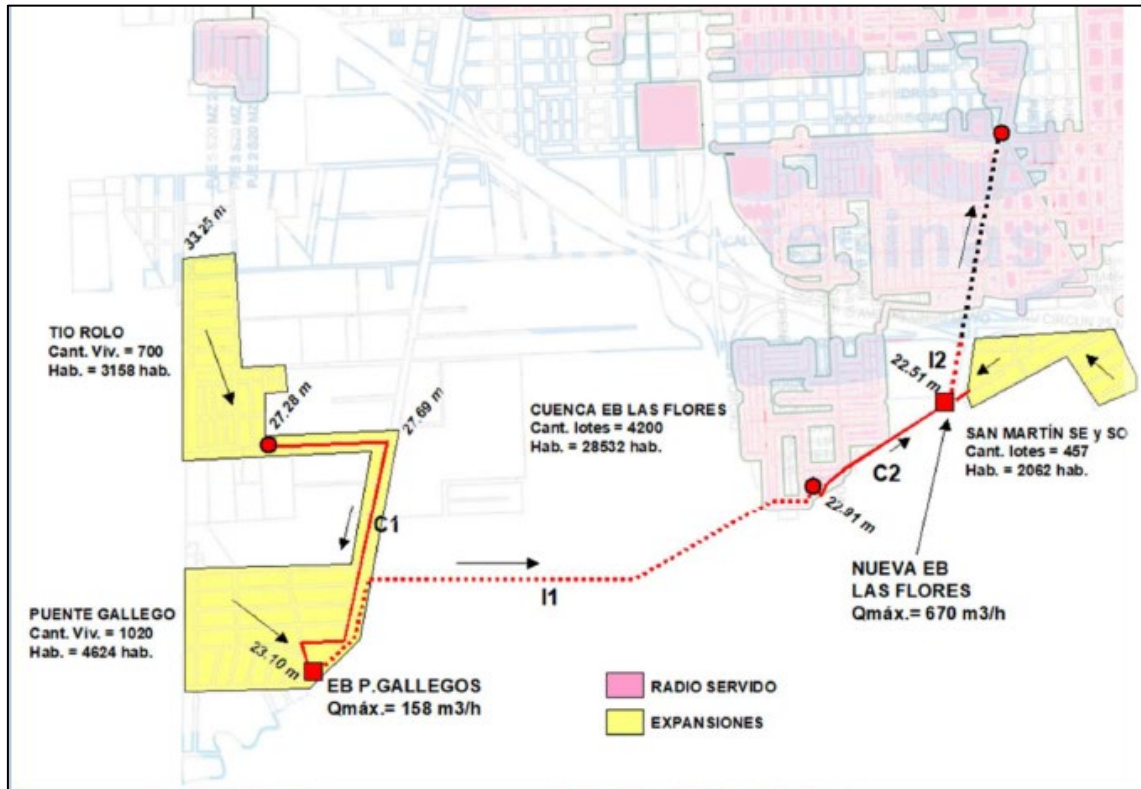 33.25 m
TIO ROLO
Cant. Viv. = 700
Hab. = 3158 hab.
27.28 m
27.69 m
CUENCA EB LAS FLORES
Cant. lotes = 4200
Hab. = 28532 hab.
22.51 m
I2
SAN MARTÍN SE y SO
Cant. lotes = 457
Hab. = 2062 hab.
C2
22.91 m
C1
I1
NUEVA EB
LAS FLORES
Qmáx.= 670 m3/h
PUENTE GALLEGO
Cant. Viv. = 1020
Hab. = 4624 hab.
23.10 m
EB P.GALLEGOS
Qmáx.= 158 m3/h
RADIO SERVIDO
EXPANSIONES